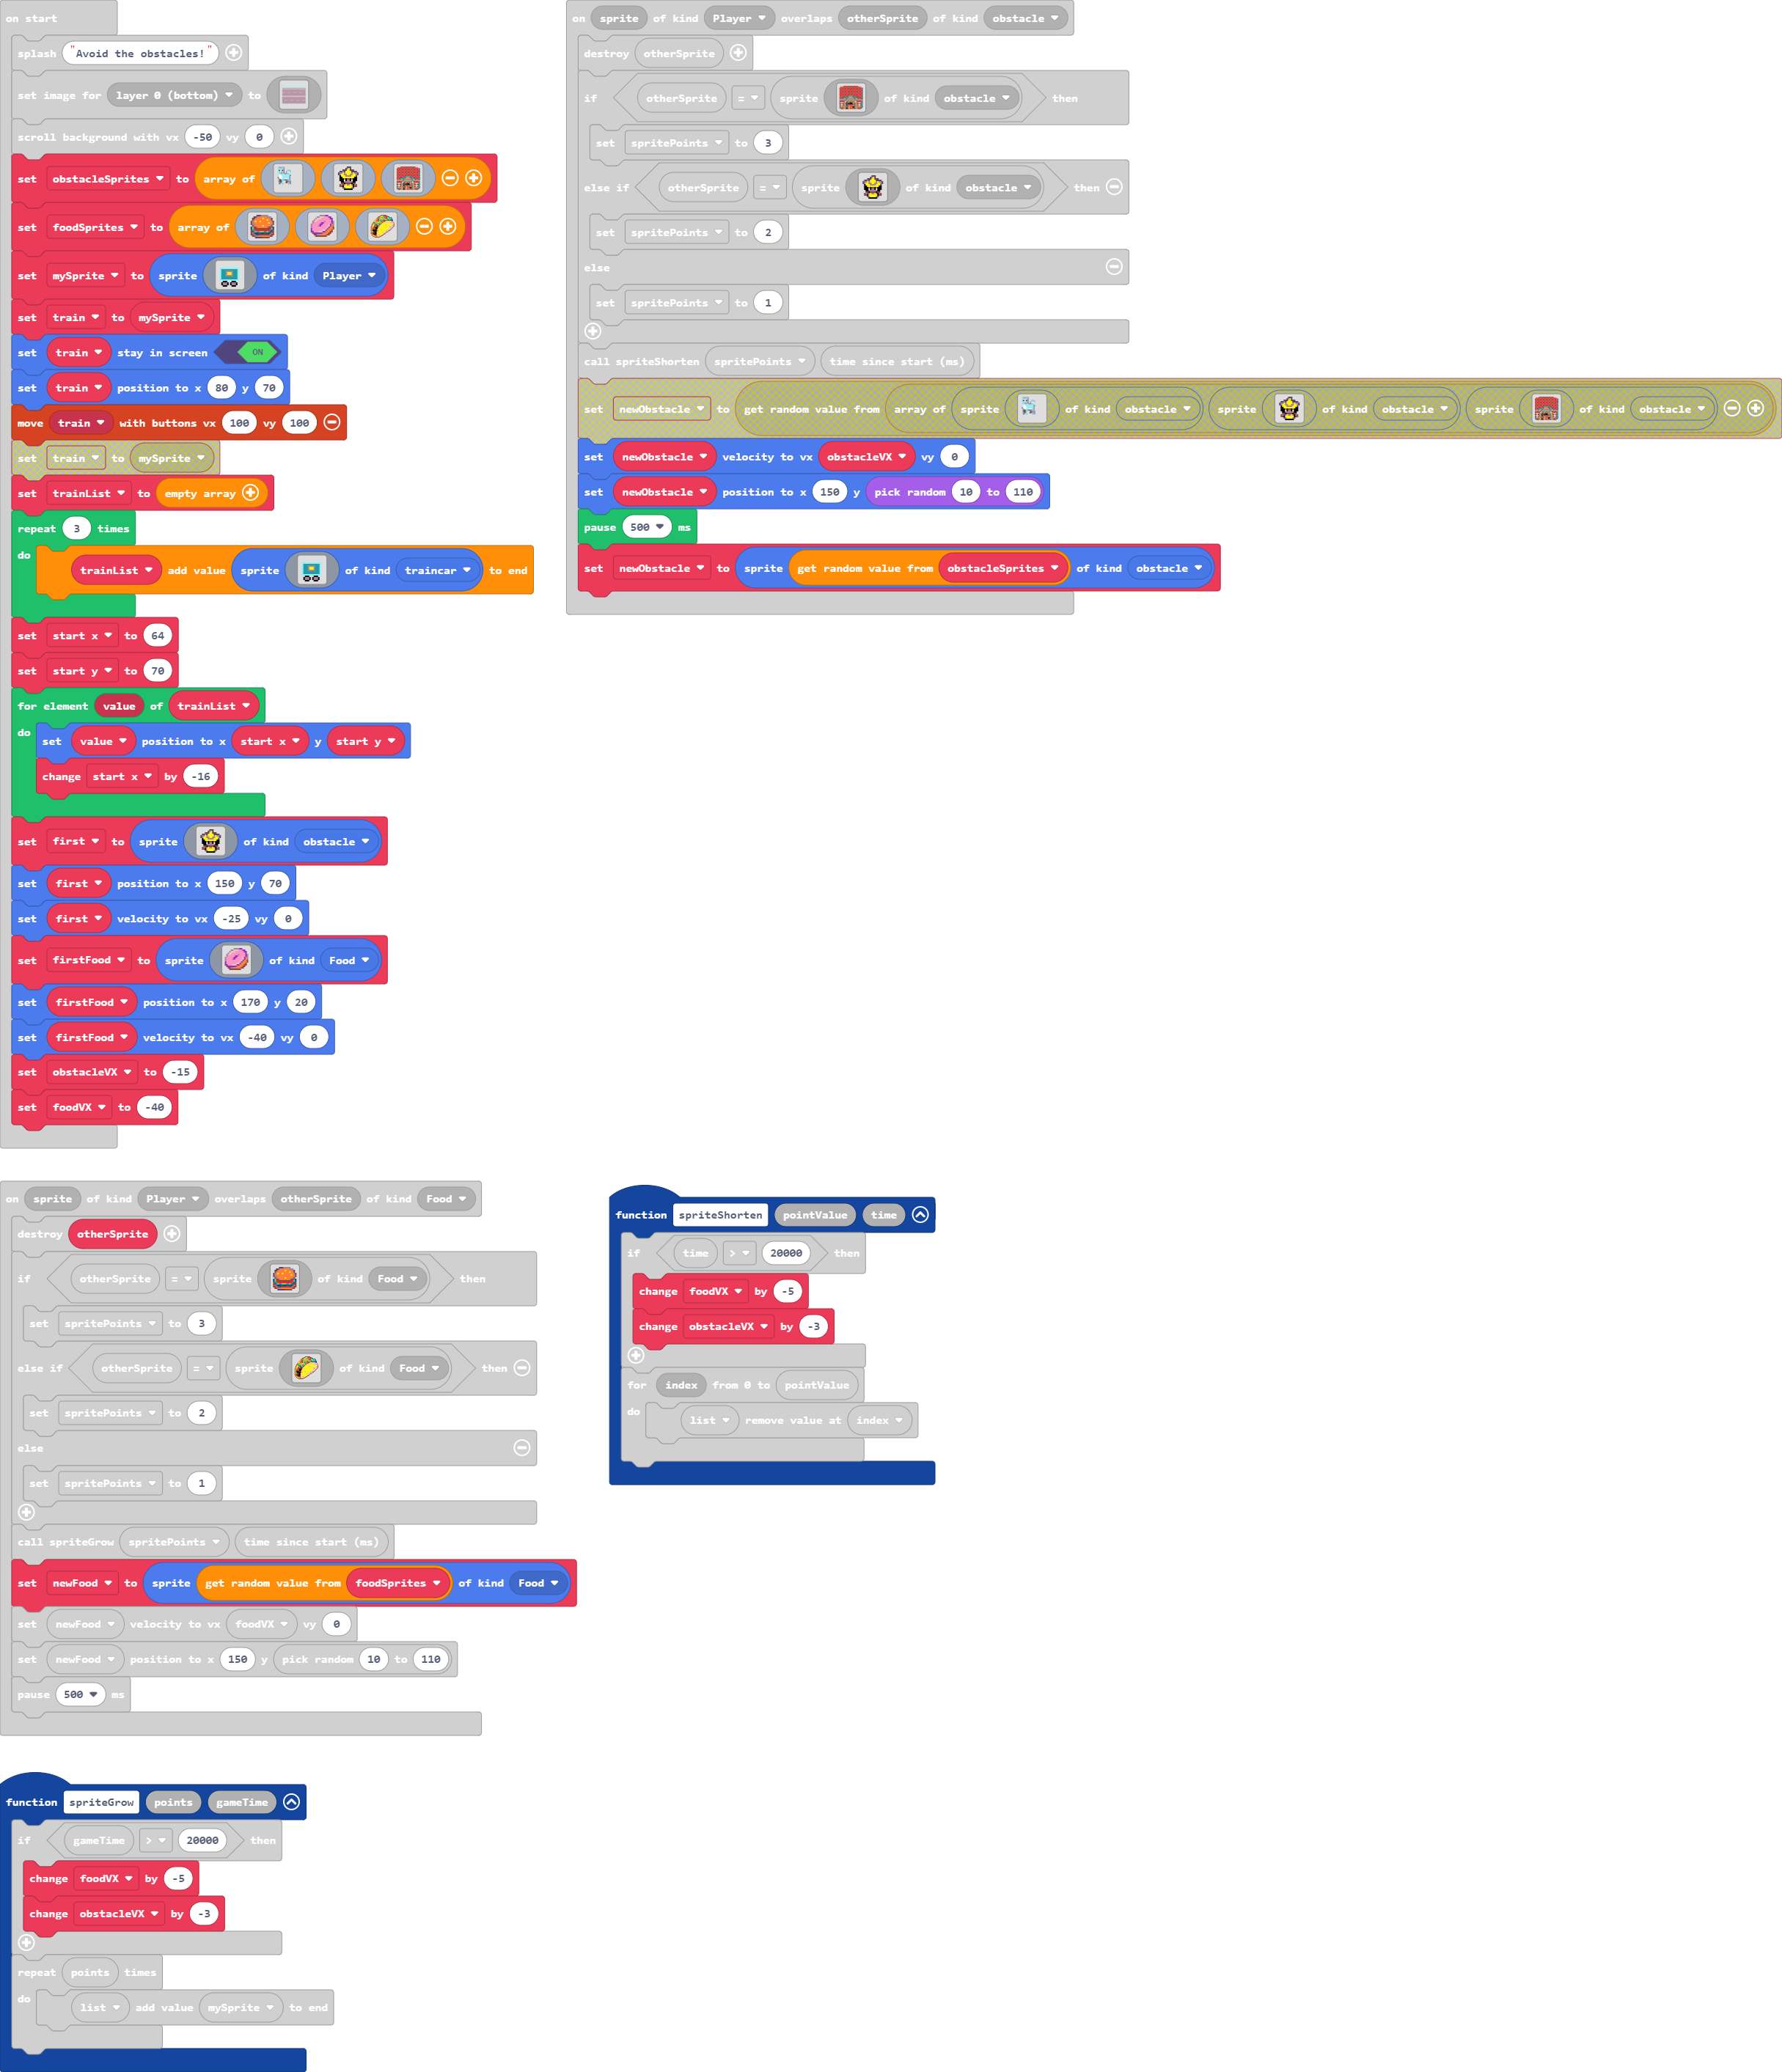 on start
splash "Avoid the obstacles!"
set image for layer 0 (bottom) to
scroll background with vx -50 vy 0
set obstacleSprites to array of
set foodSprites to array of
set mySprite to sprite of kind Player
set train to mySprite
set train stay in screen ON
set train position to x 80 y 70
move train with buttons vx 100 vy 100
set train to mySprite
set trainList to empty array
repeat 3 times
do
trainList add value sprite of kind traincar to end
set start x to 64
set start y to 70
for element value of trainList
do
set value position to x start x y start y
change start x by -16
set first to sprite of kind obstacle
set first position to x 150 y 70
set first velocity to vx -25 vy 0
set firstFood to sprite of kind Food
set firstFood position to x 170 y 20
set firstFood velocity to vx -40 vy 0
set obstacleVX to -15
set foodVX to -40
on sprite of kind Player overlaps otherSprite of kind obstacle
destroy otherSprite
if otherSprite = sprite of kind obstacle then
set spritePoints to 3
else if otherSprite = sprite of kind obstacle then
set spritePoints to 2
else
set spritePoints to 1
call spriteShorten spritePoints time since start (ms)
set newObstacle to get random value from array of sprite of kind obstacle sprite of kind obstacle sprite of kind obstacle
set newObstacle velocity to vx obstacleVX vy 0
set newObstacle position to x 150 y pick random 10 to 110
pause 500 ms
set newObstacle to sprite get random value from obstacleSprites of kind obstacle
on sprite of kind Player overlaps otherSprite of kind Food
destroy otherSprite
if otherSprite = sprite of kind Food then
set spritePoints to 3
else if otherSprite = sprite of kind Food then
set spritePoints to 2
else
set spritePoints to 1
call spriteGrow spritePoints time since start (ms)
set newFood to sprite get random value from foodSprites of kind Food
set newFood velocity to vx foodVX vy 0
set newFood position to x 150 y pick random 10 to 110
pause 500 ms
function spriteShorten pointValue time
if time > 20000 then
change foodVX by -5
change obstacleVX by -3
for index from 0 to pointValue
do
list remove value at index
function spriteGrow points gameTime
if gameTime > 20000 then
change foodVX by -5
change obstacleVX by -3
repeat points times
do
list add value mySprite to end